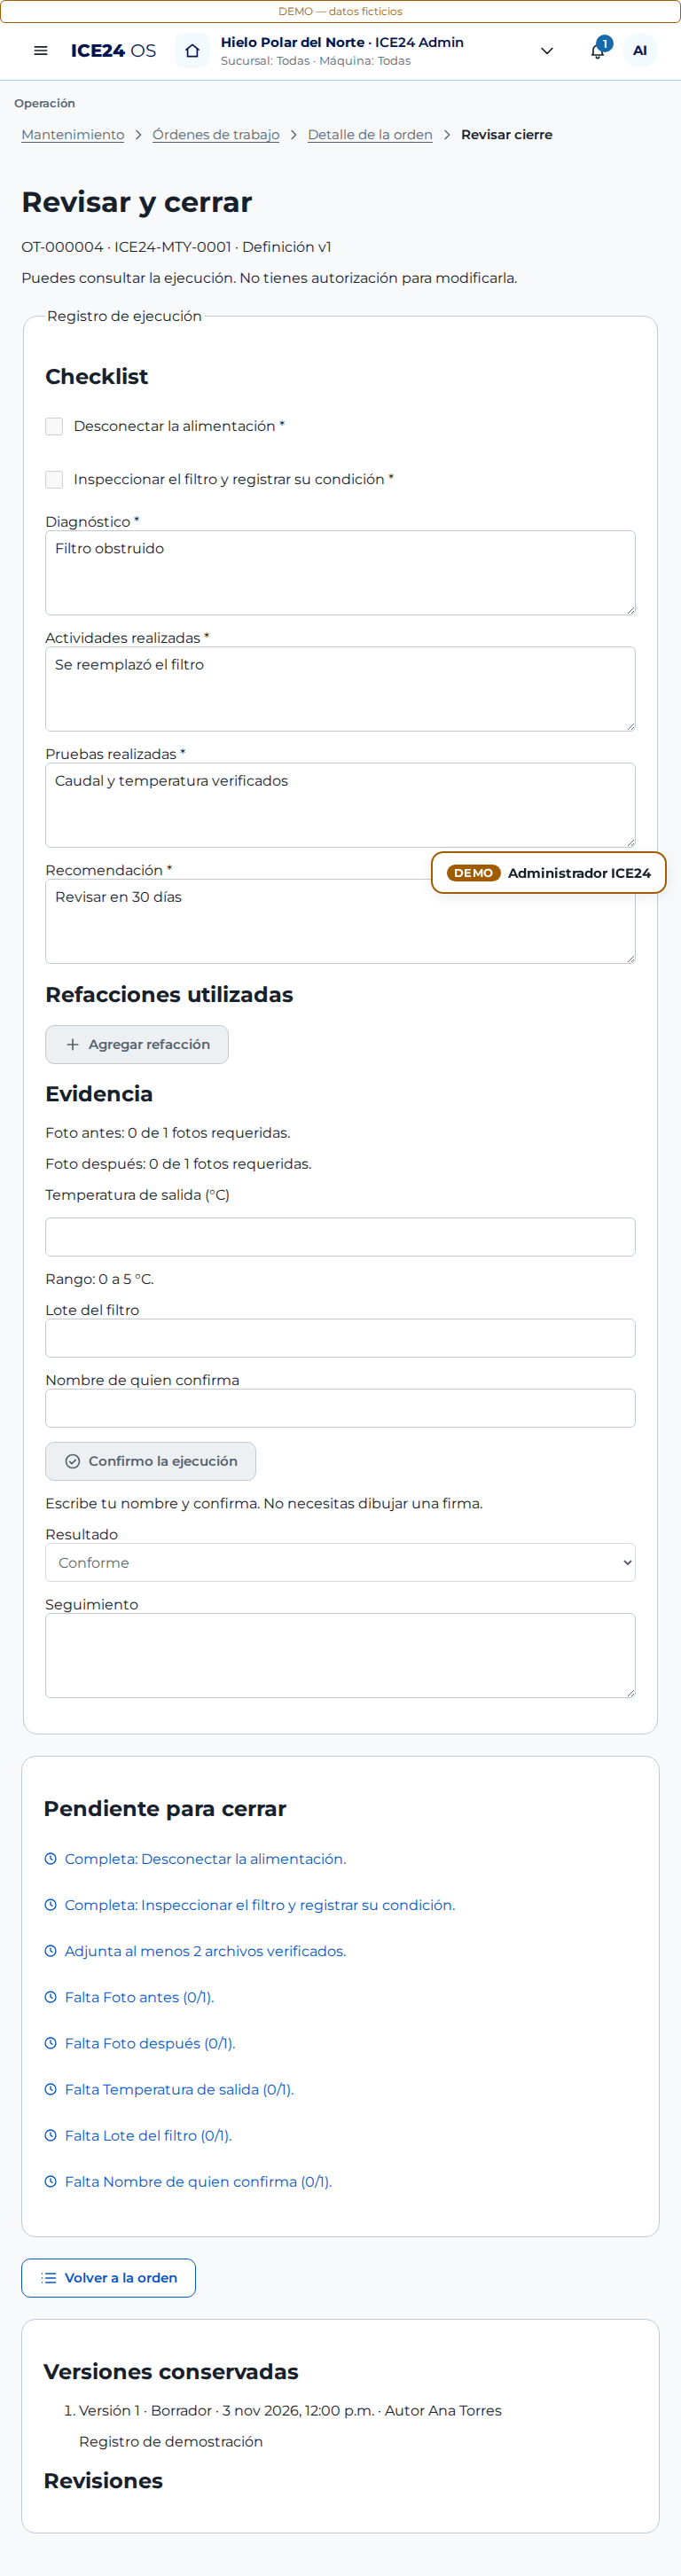 DEMO — datos ficticios
ICE24 OS
Hielo Polar del Norte · ICE24 Admin
Sucursal: Todas · Máquina: Todas
1
AI
Operación
Mantenimiento > Órdenes de trabajo > Detalle de la orden > Revisar cierre
Revisar y cerrar
OT-000004 · ICE24-MTY-0001 · Definición v1
Puedes consultar la ejecución. No tienes autorización para modificarla.
Registro de ejecución
Checklist
Desconectar la alimentación *
Inspeccionar el filtro y registrar su condición *
Diagnóstico *
Filtro obstruido
Actividades realizadas *
Se reemplazó el filtro
Pruebas realizadas *
Caudal y temperatura verificados
Recomendación *
DEMO Administrador ICE24
Revisar en 30 días
Refacciones utilizadas
Agregar refacción
Evidencia
Foto antes: 0 de 1 fotos requeridas.
Foto después: 0 de 1 fotos requeridas.
Temperatura de salida (°C)
Rango: 0 a 5 °C.
Lote del filtro
Nombre de quien confirma
Confirmo la ejecución
Escribe tu nombre y confirma. No necesitas dibujar una firma.
Resultado
Conforme
Seguimiento
Pendiente para cerrar
Completa: Desconectar la alimentación.
Completa: Inspeccionar el filtro y registrar su condición.
Adjunta al menos 2 archivos verificados.
Falta Foto antes (0/1).
Falta Foto después (0/1).
Falta Temperatura de salida (0/1).
Falta Lote del filtro (0/1).
Falta Nombre de quien confirma (0/1).
Volver a la orden
Versiones conservadas
1. Versión 1 · Borrador · 3 nov 2026, 12:00 p.m. · Autor Ana Torres
Registro de demostración
Revisiones